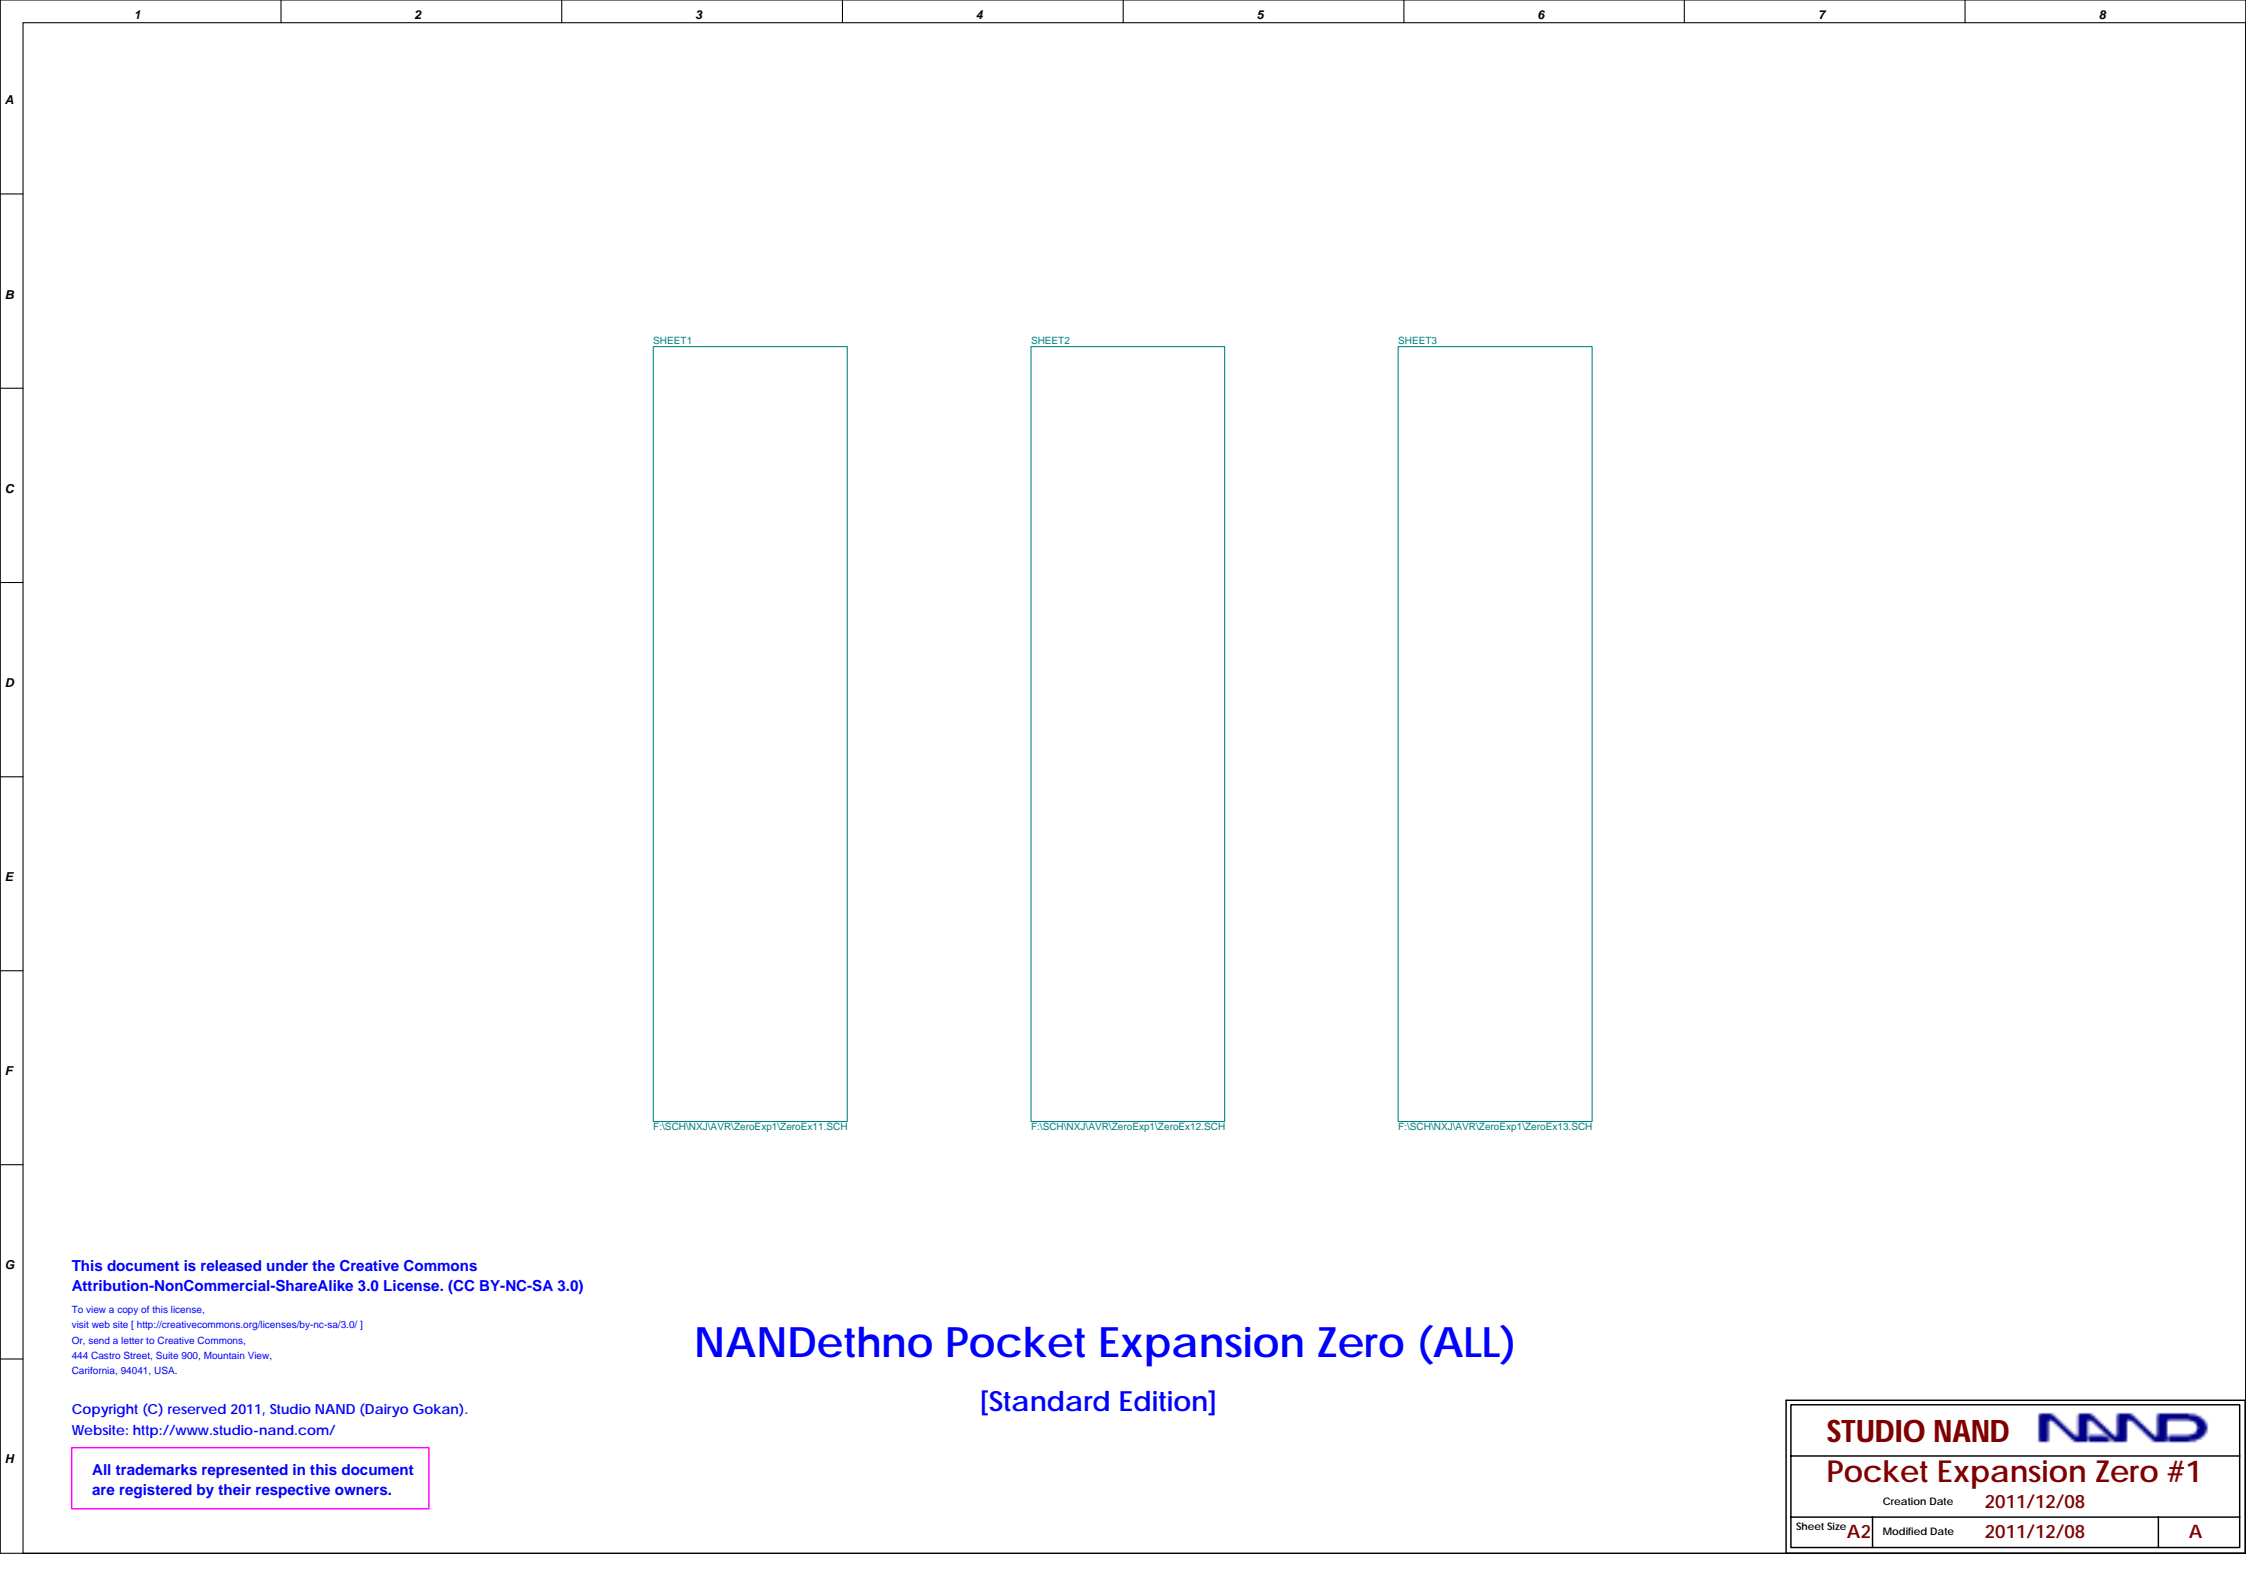 1 2 3 4 5 6 7 8
A
B
C
D
E
F
G
H
SHEET1 SHEET2 SHEET3
F:\SCH\NXJ\AVR\ZeroExp1\ZeroEx11.SCH F:\SCH\NXJ\AVR\ZeroExp1\ZeroEx12.SCH F:\SCH\NXJ\AVR\ZeroExp1\ZeroEx13.SCH
This document is released under the Creative Commons
Attribution-NonCommercial-ShareAlike 3.0 License. (CC BY-NC-SA 3.0)
To view a copy of this license,
visit web site [ http://creativecommons.org/licenses/by-nc-sa/3.0/ ]
Or, send a letter to Creative Commons,
444 Castro Street, Suite 900, Mountain View,
Carifornia, 94041, USA.
Copyright (C) reserved 2011, Studio NAND (Dairyo Gokan).
Website: http://www.studio-nand.com/
All trademarks represented in this document
are registered by their respective owners.
NANDethno Pocket Expansion Zero (ALL)
[Standard Edition]
STUDIO NAND NAND
Pocket Expansion Zero #1
Creation Date 2011/12/08
Sheet Size A2 Modified Date 2011/12/08 A